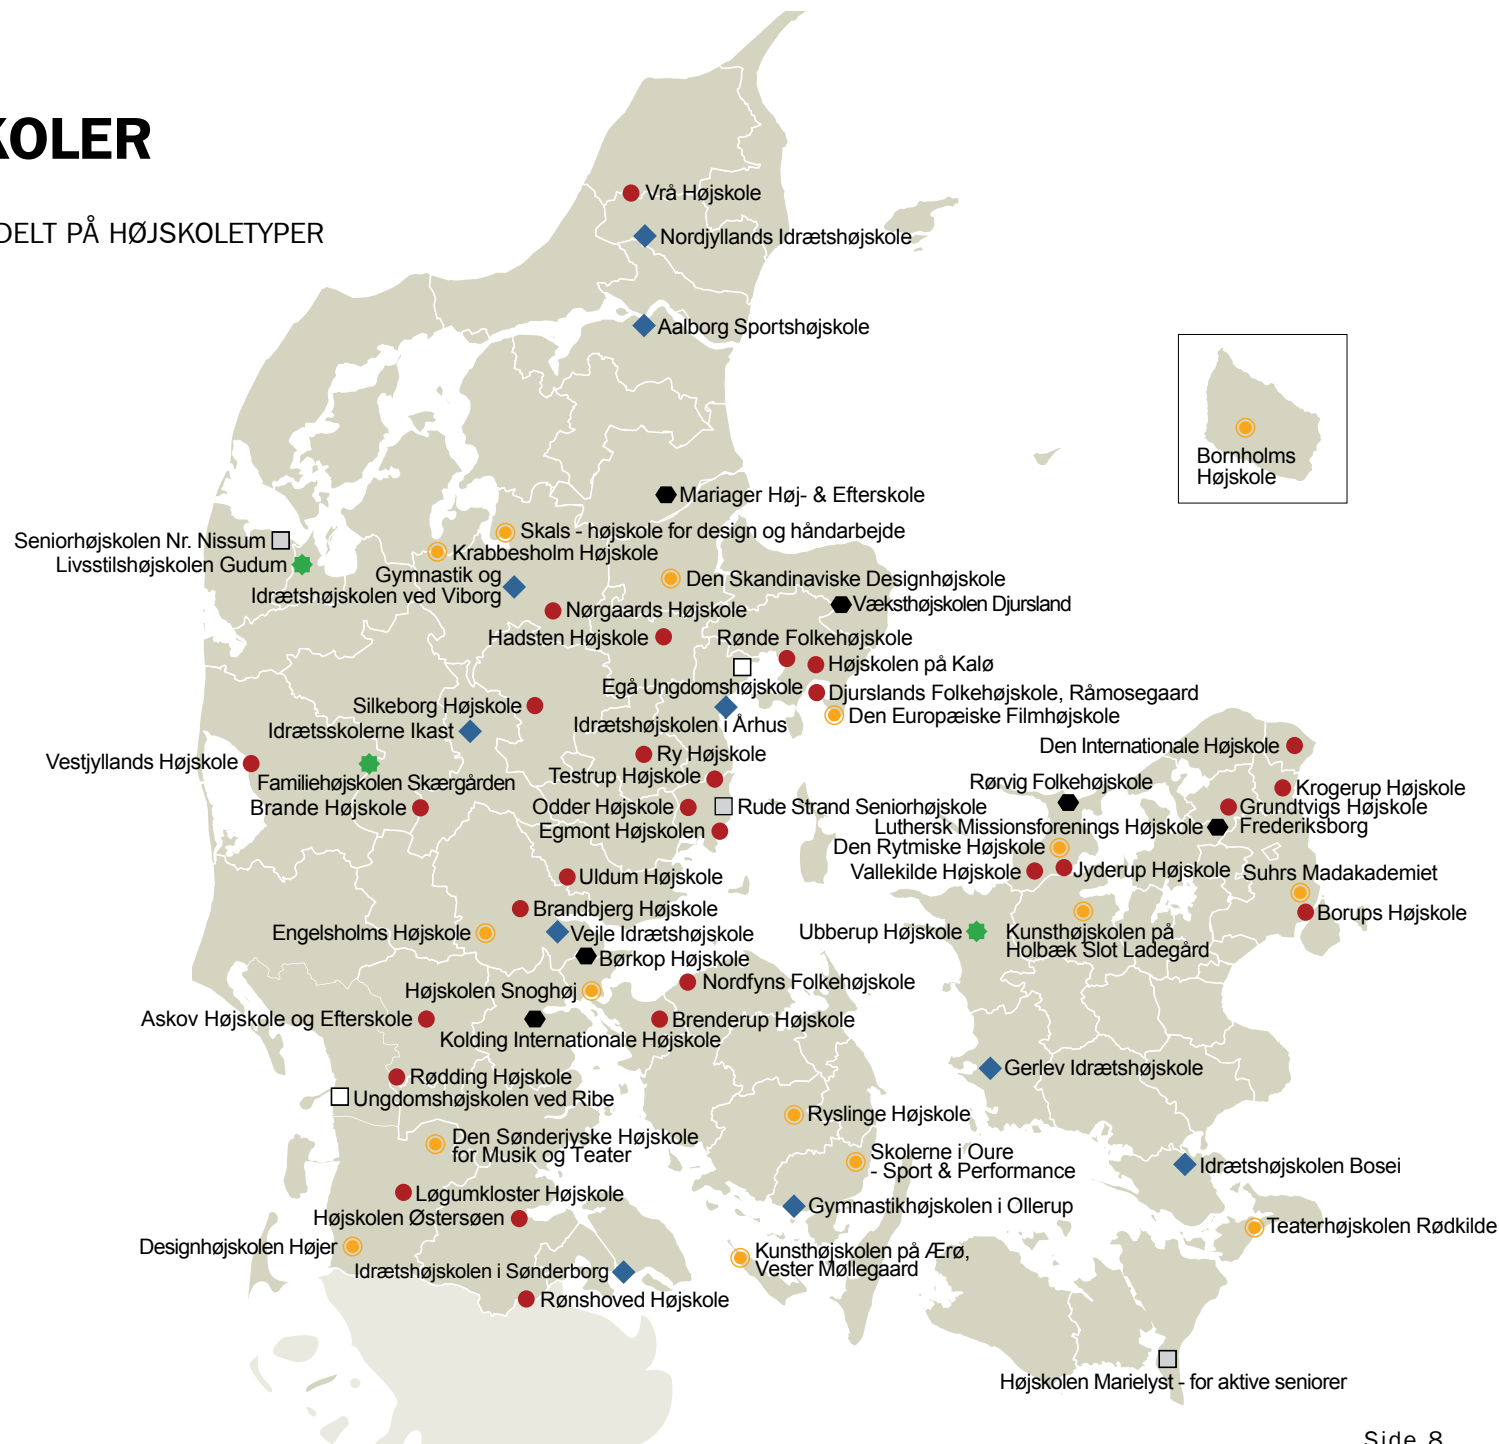 KOLER
DELT PÅ HØJSKOLETYPER
Vrå Højskole
Nordjyllands Idrætshøjskole
Aalborg Sportshøjskole
Bornholms
Højskole
Mariager Høj- & Efterskole
Skals - højskole for design og håndarbejde
Seniorhøjskolen Nr. Nissum
Krabbesholm Højskole
Livsstilshøjskolen Gudum
Gymnastik og
Idrætshøjskolen ved Viborg
Den Skandinaviske Designhøjskole
Væksthøjskolen Djursland
Nørgaards Højskole
Hadsten Højskole
Rønde Folkehøjskole
Højskolen på Kalø
Egå Ungdomshøjskole
Djurslands Folkehøjskole, Råmosegaard
Silkeborg Højskole
Den Europæiske Filmhøjskole
Idrætshøjskolen i Århus
Idrætsskolerne Ikast
Den Internationale Højskole
Ry Højskole
Vestjyllands Højskole
Testrup Højskole
Familiehøjskolen Skærgården
Rørvig Folkehøjskole
Krogerup Højskole
Brande Højskole
Odder Højskole
Rude Strand Seniorhøjskole
Grundtvigs Højskole
Frederiksborg
Luthersk Missionsforenings Højskole
Egmont Højskolen
Den Rytmiske Højskole
Vallekilde Højskole
Jyderup Højskole
Suhrs Madakademiet
Uldum Højskole
Brandbjerg Højskole
Borups Højskole
Engelsholms Højskole
Vejle Idrætshøjskole
Ubberup Højskole
Kunsthøjskolen på
Holbæk Slot Ladegård
Børkop Højskole
Nordfyns Folkehøjskole
Højskolen Snoghøj
Askov Højskole og Efterskole
Brenderup Højskole
Kolding Internationale Højskole
Gerlev Idrætshøjskole
Rødding Højskole
Ungdomshøjskolen ved Ribe
Ryslinge Højskole
Den Sønderjyske Højskole
for Musik og Teater
Skolerne i Oure
- Sport & Performance
Idrætshøjskolen Bosei
Løgumkloster Højskole
Gymnastikhøjskolen i Ollerup
Højskolen Østersøen
Teaterhøjskolen Rødkilde
Designhøjskolen Højer
Kunsthøjskolen på Ærø,
Vester Møllegaard
Idrætshøjskolen i Sønderborg
Rønshoved Højskole
Højskolen Marielyst - for aktive seniorer
Side 8